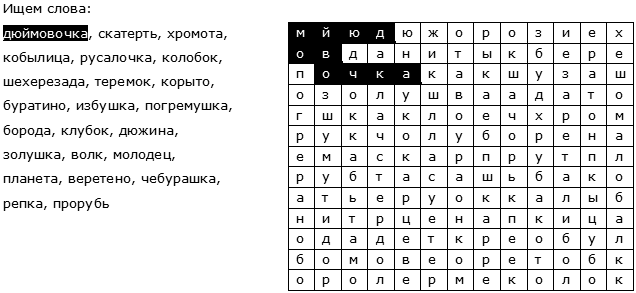 Ищем слова:
дюймовочка, скатерть, хромота,
кобылица, русалочка, колобок,
шехерезада, теремок, корыто,
буратино, избушка, погремушка,
борода, клубок, дюжина,
золушка, волк, молодец,
планета, веретено, чебурашка,
репка, прорубь
м й ю д ю ж о р о з и е х
о в д а н и т ы к б е р е
п о ч к а к а к ш у з а ш
о з о л у ш в а а д а т о
г ш к а к л о е ч х р о м
р у к ч о л у б о р е н а
е м а с к а р п р у т п л
р у б т а с а ш ь б а к о
а т ь е р у о к к а л ы б
н и т р ц е н а п к и ц а
о д а д е т к р е о б у л
б о м о в е о р е т о б к
о р о л е р м е к о л о к